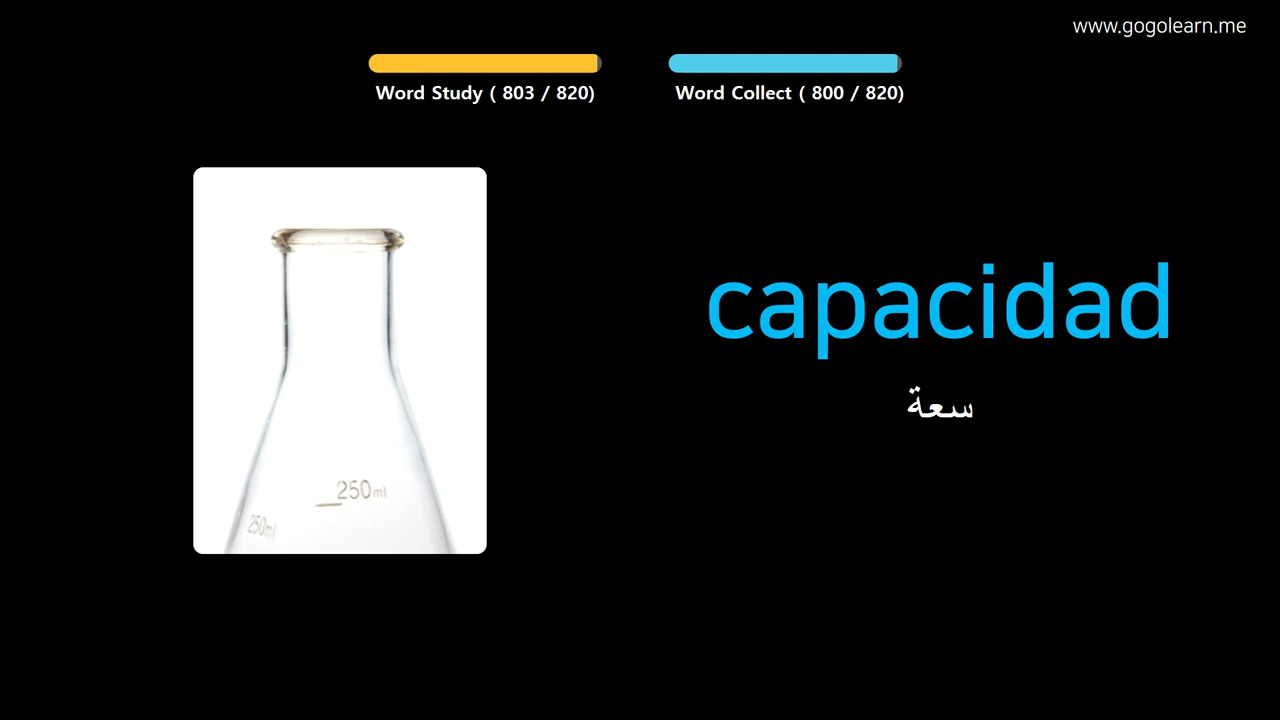 www.gogolearn.me
Word Study ( 803 / 820)
Word Collect ( 800 / 820)
capacidad
سعة
250ml
250ml